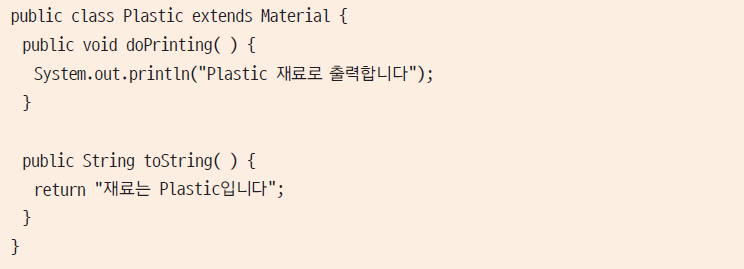 public class Plastic extends Material {
  public void doPrinting( ) {
    System.out.println("Plastic 재료로 출력합니다");
  }

  public String toString( ) {
    return "재료는 Plastic입니다";
  }
}